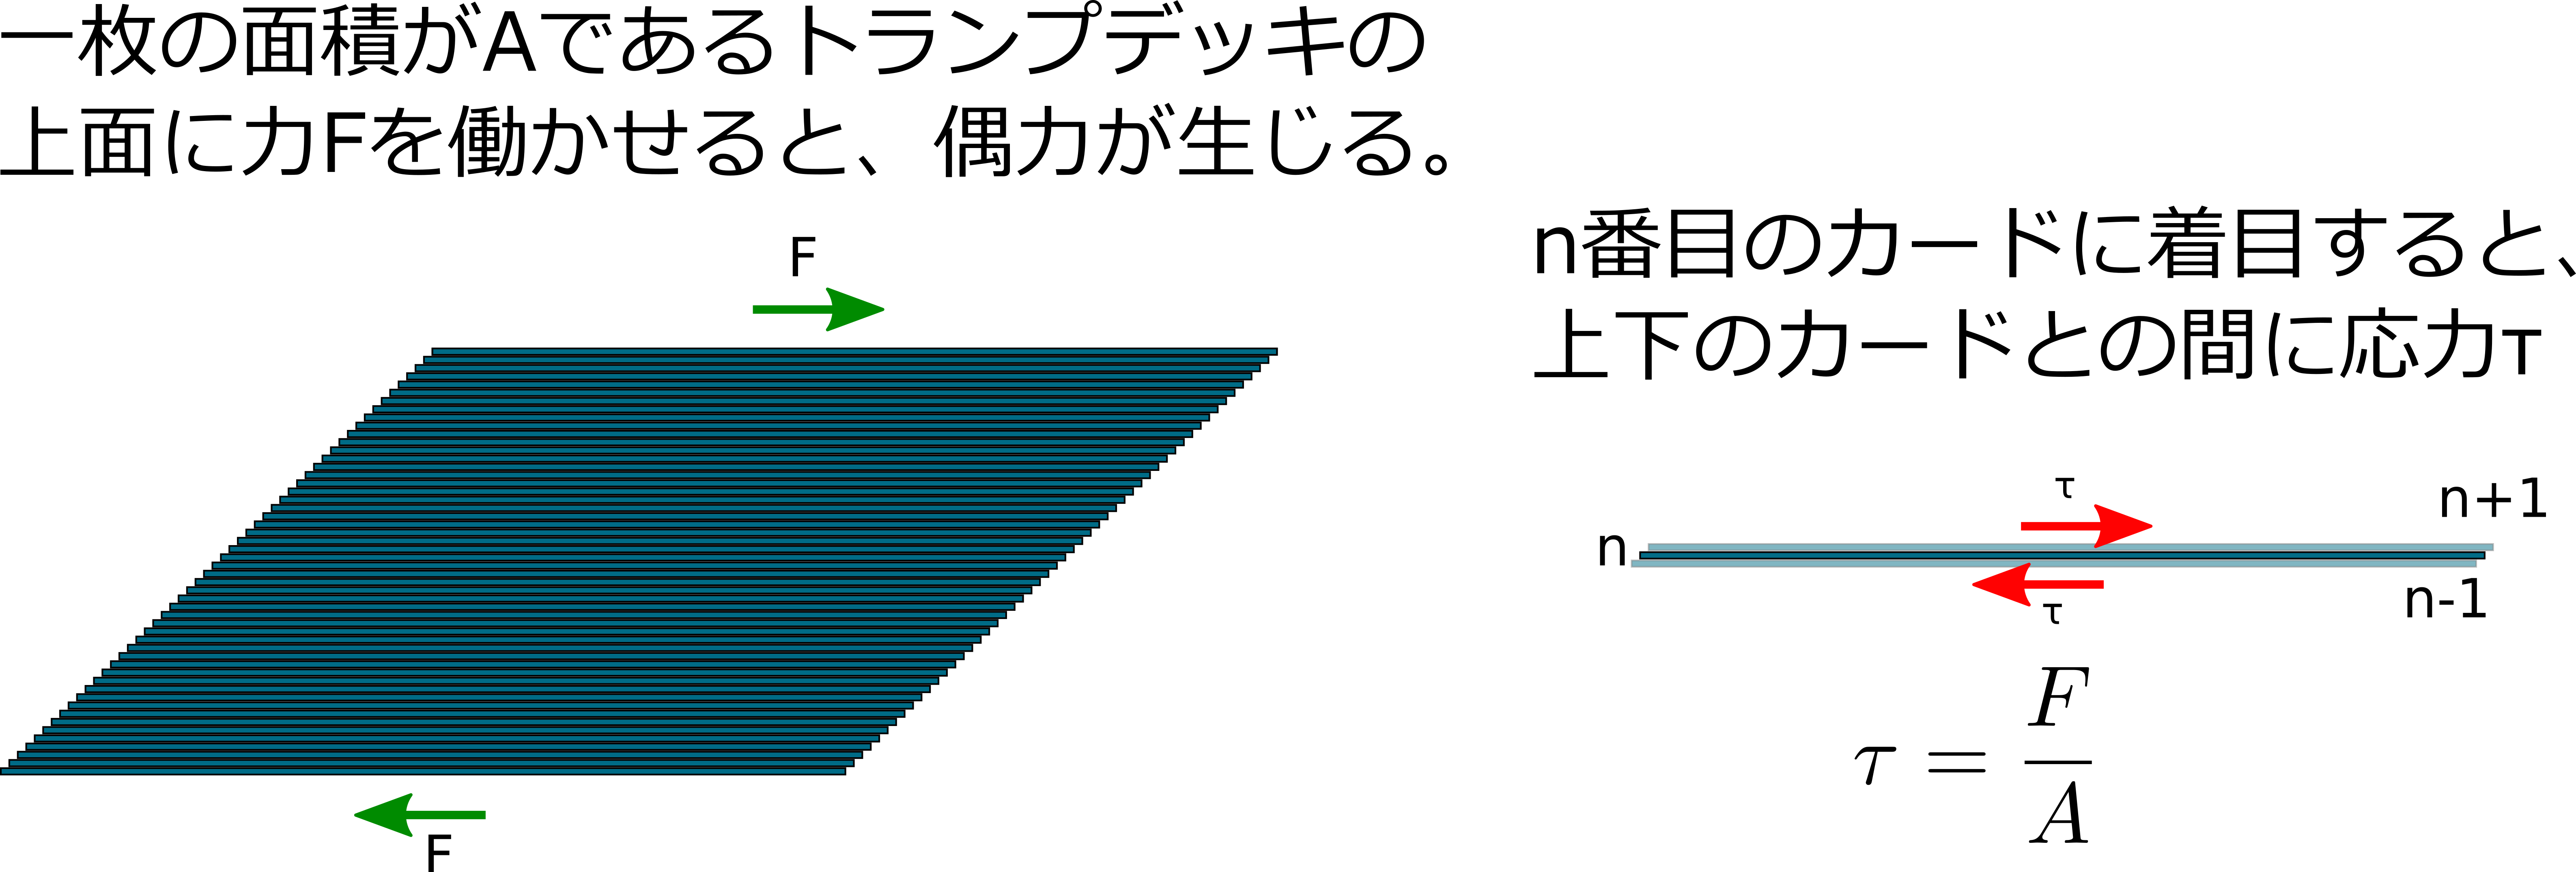 一枚の面積がAであるトランプデッキの
上面に力Fを働かせると、偶力が生じる。
F
F
n番目のカードに着目すると、
上下のカードとの間に応力τ
τ
n+1
n
n-1
τ
τ = F/A